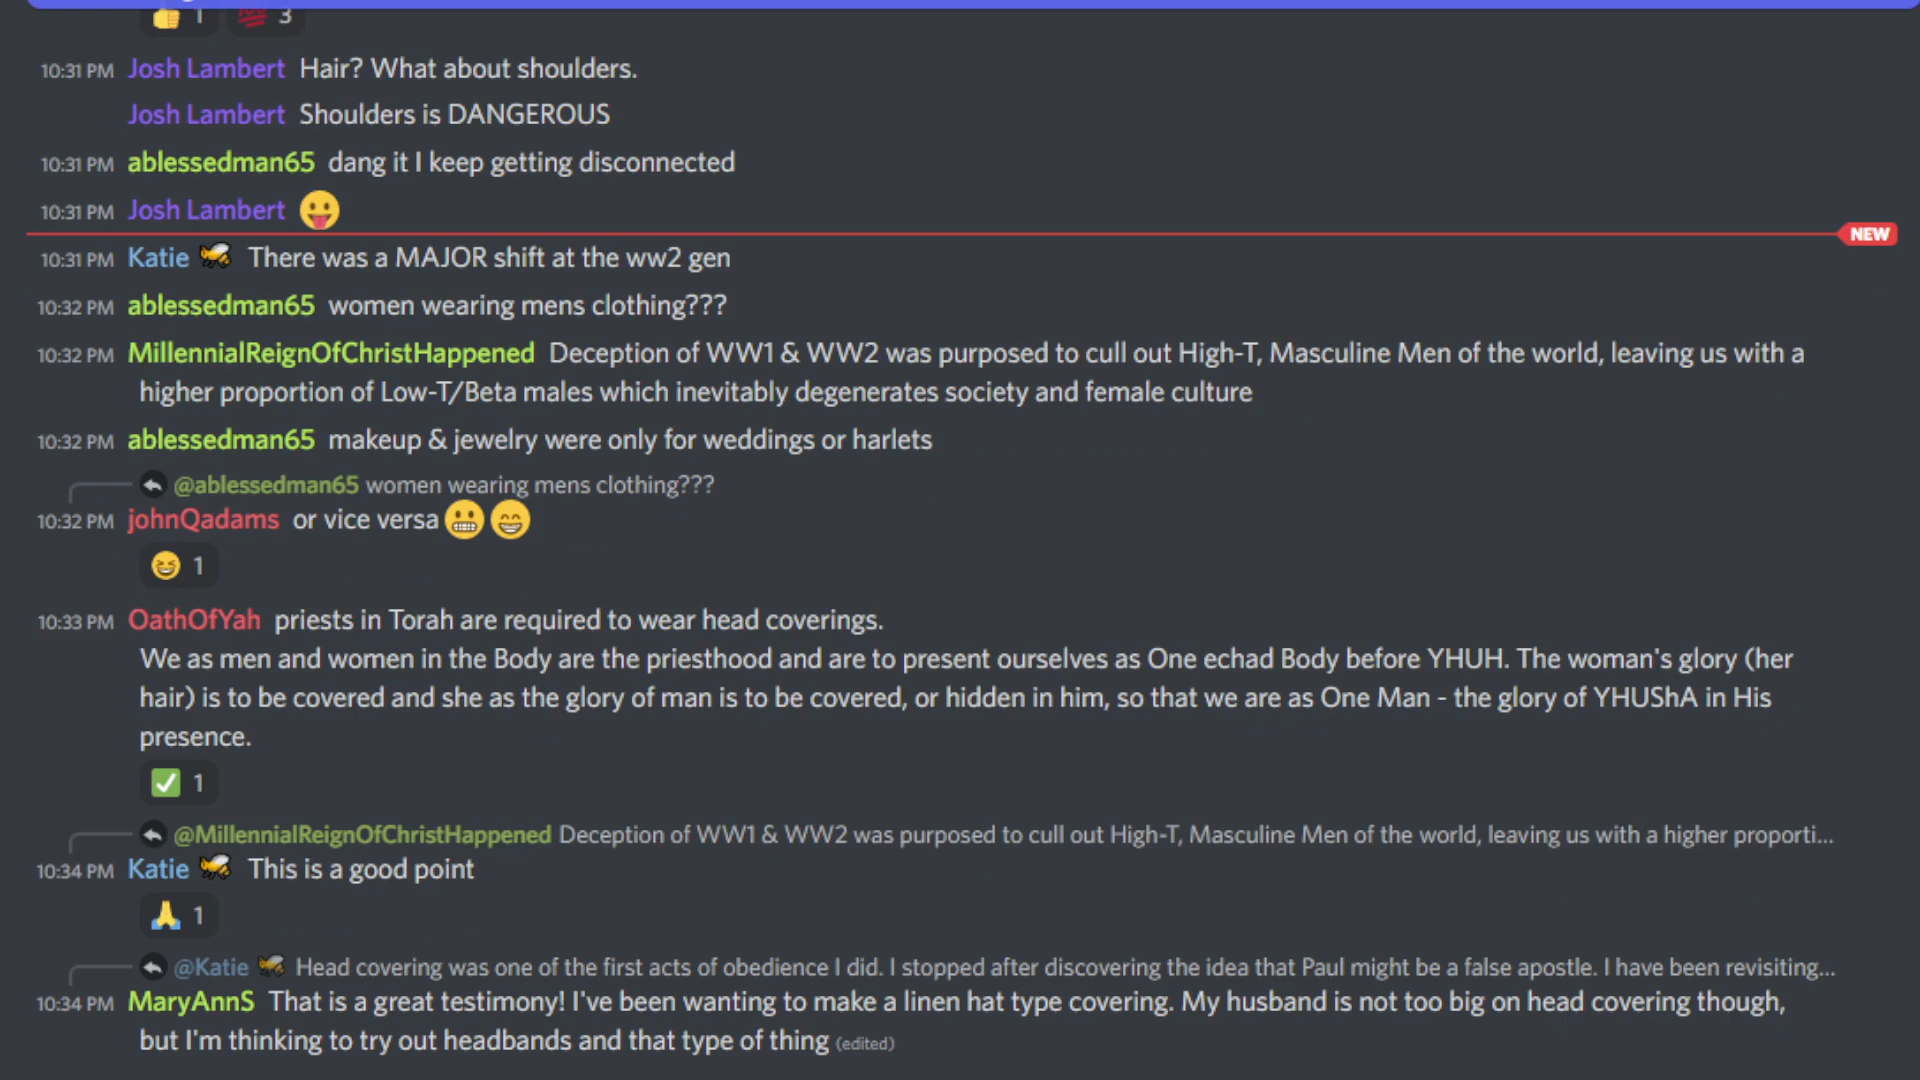 1 3
10:31 PM Josh Lambert Hair? What about shoulders.
Josh Lambert Shoulders is DANGEROUS
10:31 PM ablessedman65 dang it I keep getting disconnected
10:31 PM Josh Lambert 😛
NEW
10:31 PM Katie 🐝 There was a MAJOR shift at the ww2 gen
10:32 PM ablessedman65 women wearing mens clothing???
10:32 PM MillennialReignOfChristHappened Deception of WW1 & WW2 was purposed to cull out High-T, Masculine Men of the world, leaving us with a
higher proportion of Low-T/Beta males which inevitably degenerates society and female culture
10:32 PM ablessedman65 makeup & jewelry were only for weddings or harlets
@ablessedman65 women wearing mens clothing???
10:32 PM johnQadams or vice versa 😬 😁
1
10:33 PM OathOfYah priests in Torah are required to wear head coverings.
We as men and women in the Body are the priesthood and are to present ourselves as One echad Body before YHUH. The woman's glory (her
hair) is to be covered and she as the glory of man is to be covered, or hidden in him, so that we are as One Man - the glory of YHUShA in His
presence.
1
@MillennialReignOfChristHappened Deception of WW1 & WW2 was purposed to cull out High-T, Masculine Men of the world, leaving us with a higher proporti...
10:34 PM Katie 🐝 This is a good point
1
@Katie 🐝 Head covering was one of the first acts of obedience I did. I stopped after discovering the idea that Paul might be a false apostle. I have been revisiting...
10:34 PM MaryAnnS That is a great testimony! I've been wanting to make a linen hat type covering. My husband is not too big on head covering though,
but I'm thinking to try out headbands and that type of thing (edited)